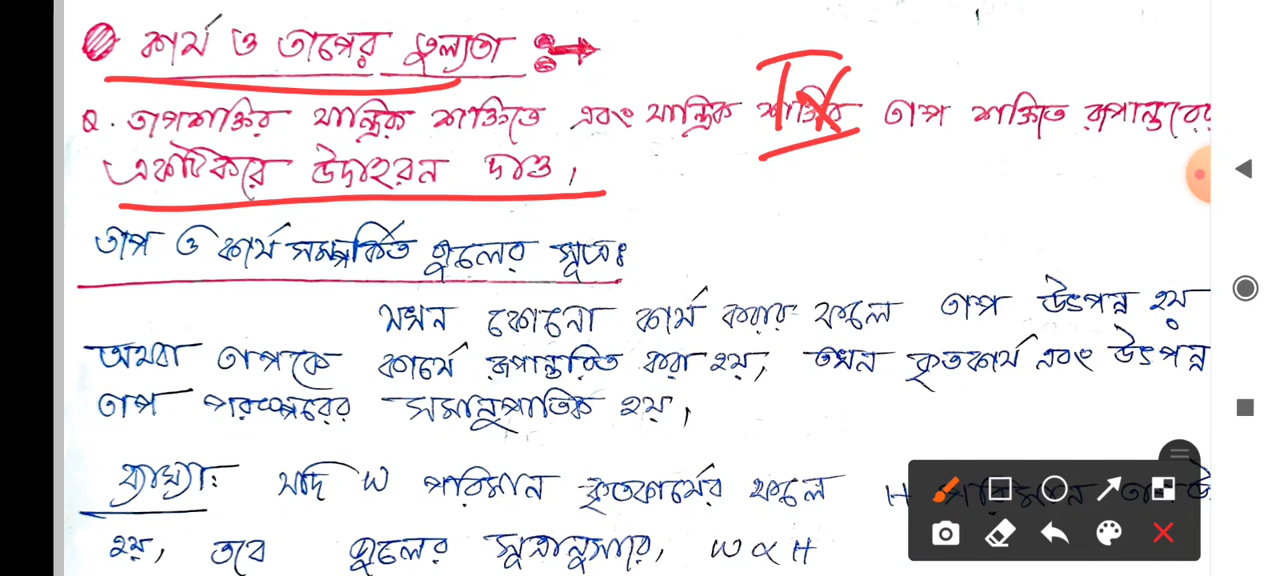 কার্য ও তাপের তুল্যতা :→
Q. তাপশক্তির যান্ত্রিক শক্তিতে এবং যান্ত্রিক শক্তির তাপ শক্তিতে রূপান্তরের
একটিকরে উদাহরন দাও।
IX
তাপ ও কার্য সম্পর্কিত জুলের সূত্রঃ
যখন কোনো কার্য করার ফলে তাপ উৎপন্ন হয়
অথবা তাপকে কার্যে রূপান্তরিত করা হয়, তখন কৃতকার্য এবং উৎপন্ন
তাপ পরস্পরের সমানুপাতিক হয়।
ব্যাখ্যা: যদি W পরিমান কৃতকার্যের ফলে H পরিমান তাপ
হয়, তবে জুলের সূত্রানুসারে, W α H